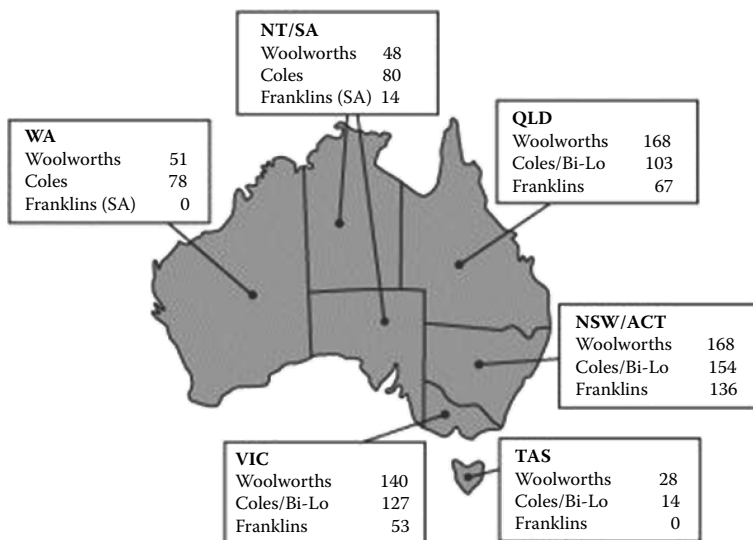 NT/SA
Woolworths 48
Coles 80
Franklins (SA) 14
WA
Woolworths 51
Coles 78
Franklins (SA) 0
QLD
Woolworths 168
Coles/Bi-Lo 103
Franklins 67
NSW/ACT
Woolworths 168
Coles/Bi-Lo 154
Franklins 136
VIC
Woolworths 140
Coles/Bi-Lo 127
Franklins 53
TAS
Woolworths 28
Coles/Bi-Lo 14
Franklins 0